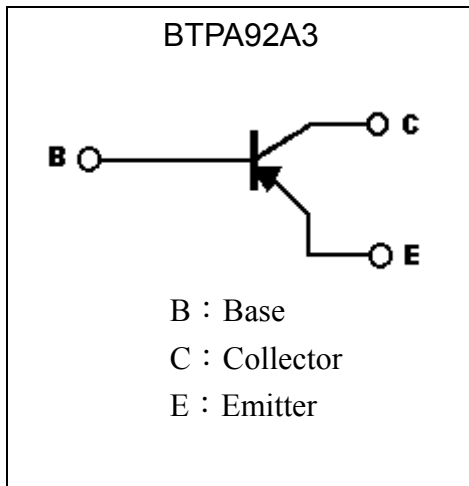 BTPA92A3
C
B
E
B：Base
C：Collector
E：Emitter